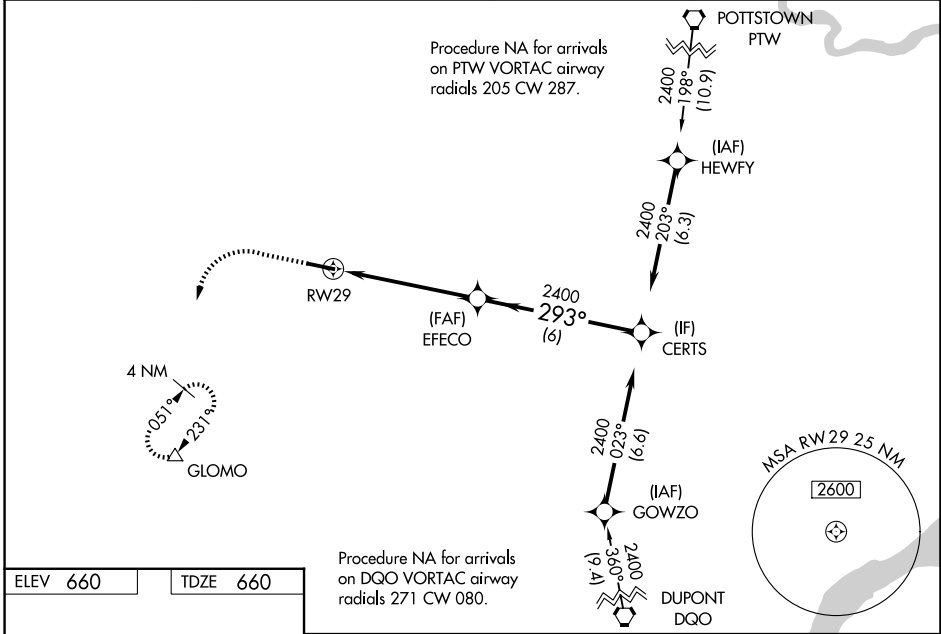 POTTSTOWN
PTW
Procedure NA for arrivals
on PTW VORTAC airway
radials 205 CW 287.
2400
198°
(10.9)
(IAF)
HEWFY
2400
203°
(6.3)
RW29
(FAF)
EFECO
2400
293°
(6)
(IF)
CERTS
4 NM
051°
231°
GLOMO
2400
023°
(6.6)
(IAF)
GOWZO
MSA RW29 25 NM
2600
2400
360°
(9.4)
Procedure NA for arrivals
on DQO VORTAC airway
radials 271 CW 080.
DUPONT
DQO
ELEV 660
TDZE 660